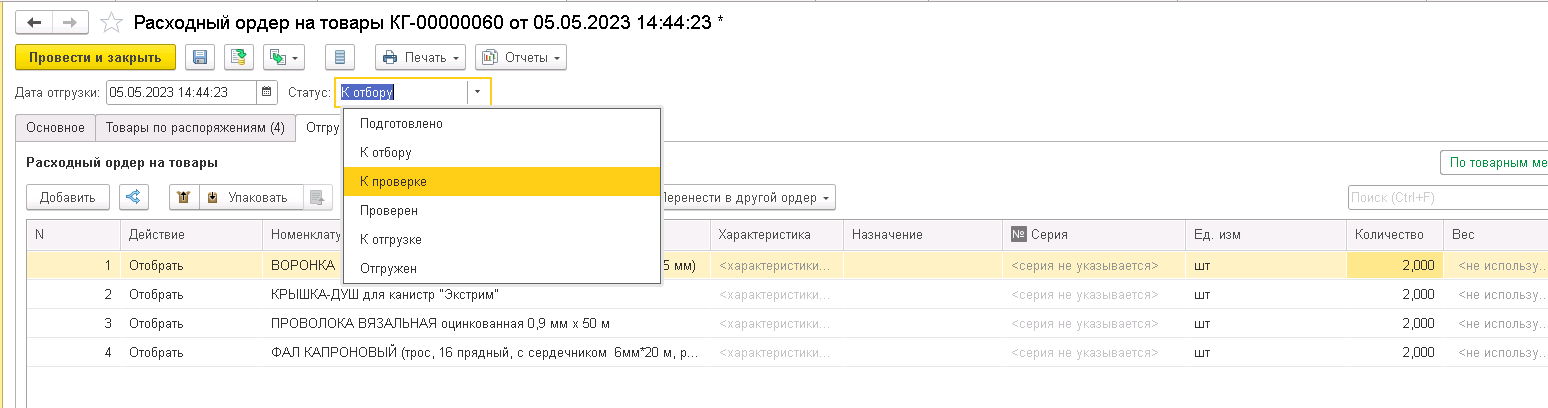 Расходный ордер на товары КГ-00000060 от 05.05.2023 14:44:23 *
Провести и закрыть Печать Отчеты
Дата отгрузки: 05.05.2023 14:44:23 Статус: К отбору
Подготовлено
К отбору
К проверке
Проверен
К отгрузке
Отгружен
Основное Товары по распоряжениям (4) Отгру
Расходный ордер на товары По товарным ме
Добавить Упаковать Перенести в другой ордер Поиск (Ctrl+F)
N Действие Номенклату Характеристика Назначение № Серия Ед. изм Количество Вес
1 Отобрать ВОРОНКА 5 мм) <характеристики... <серия не указывается> шт 2,000 <не использу...
2 Отобрать КРЫШКА-ДУШ для канистр "Экстрим" <характеристики... <серия не указывается> шт 2,000 <не использу...
3 Отобрать ПРОВОЛОКА ВЯЗАЛЬНАЯ оцинкованная 0,9 мм х 50 м <характеристики... <серия не указывается> шт 2,000 <не использу...
4 Отобрать ФАЛ КАПРОНОВЫЙ (трос, 16 прядный, с сердечником 6мм*20 м, р... <характеристики... <серия не указывается> шт 2,000 <не использу...